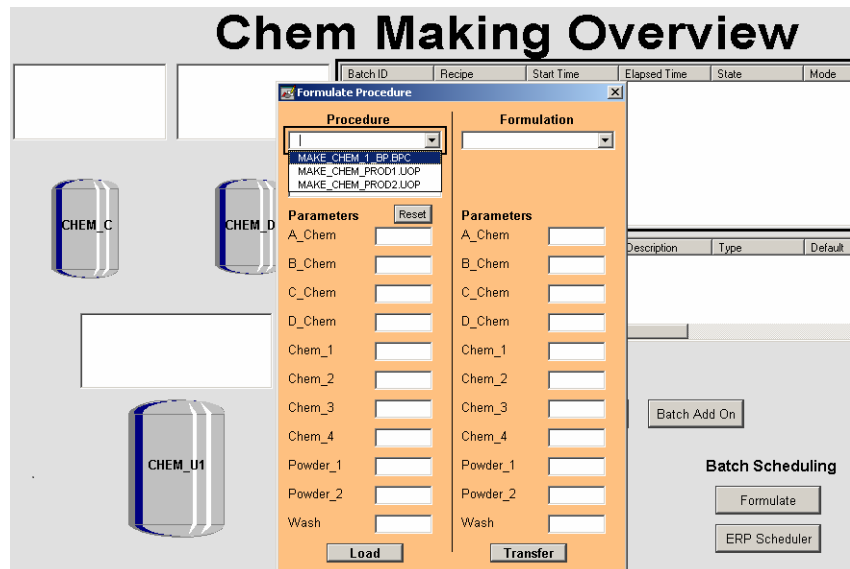 Chem Making Overview
Batch ID Recipe Start Time Elapsed Time State Mode
Formulate Procedure
Procedure Formulation
MAKE_CHEM_1_BP.BPC
MAKE_CHEM_PROD1.UOP
MAKE_CHEM_PROD2.UOP
CHEM_C CHEM_D
Parameters Reset Parameters
A_Chem A_Chem
Description Type Default
B_Chem B_Chem
C_Chem C_Chem
D_Chem D_Chem
Chem_1 Chem_1
Chem_2 Chem_2
Chem_3 Chem_3
Batch Add On
Chem_4 Chem_4
CHEM_U1
Powder_1 Powder_1
Batch Scheduling
Powder_2 Powder_2
Formulate
Wash Wash
ERP Scheduler
Load Transfer